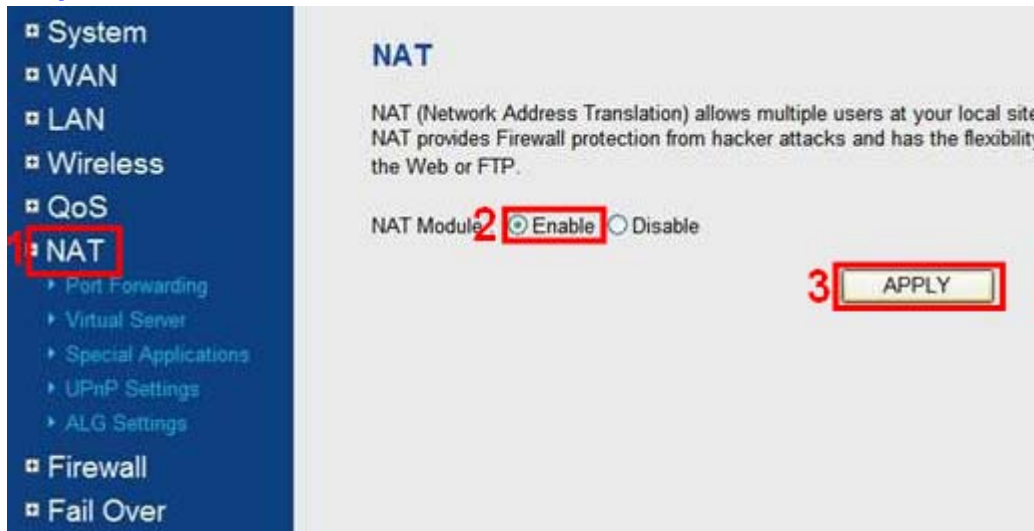 System
WAN
LAN
Wireless
QoS
1 NAT
Port Forwarding
Virtual Server
Special Applications
UPnP Settings
ALG Settings
Firewall
Fail Over
NAT
NAT (Network Address Translation) allows multiple users at your local site
NAT provides Firewall protection from hacker attacks and has the flexibility
the Web or FTP.
NAT Module 2 Enable Disable
3 APPLY